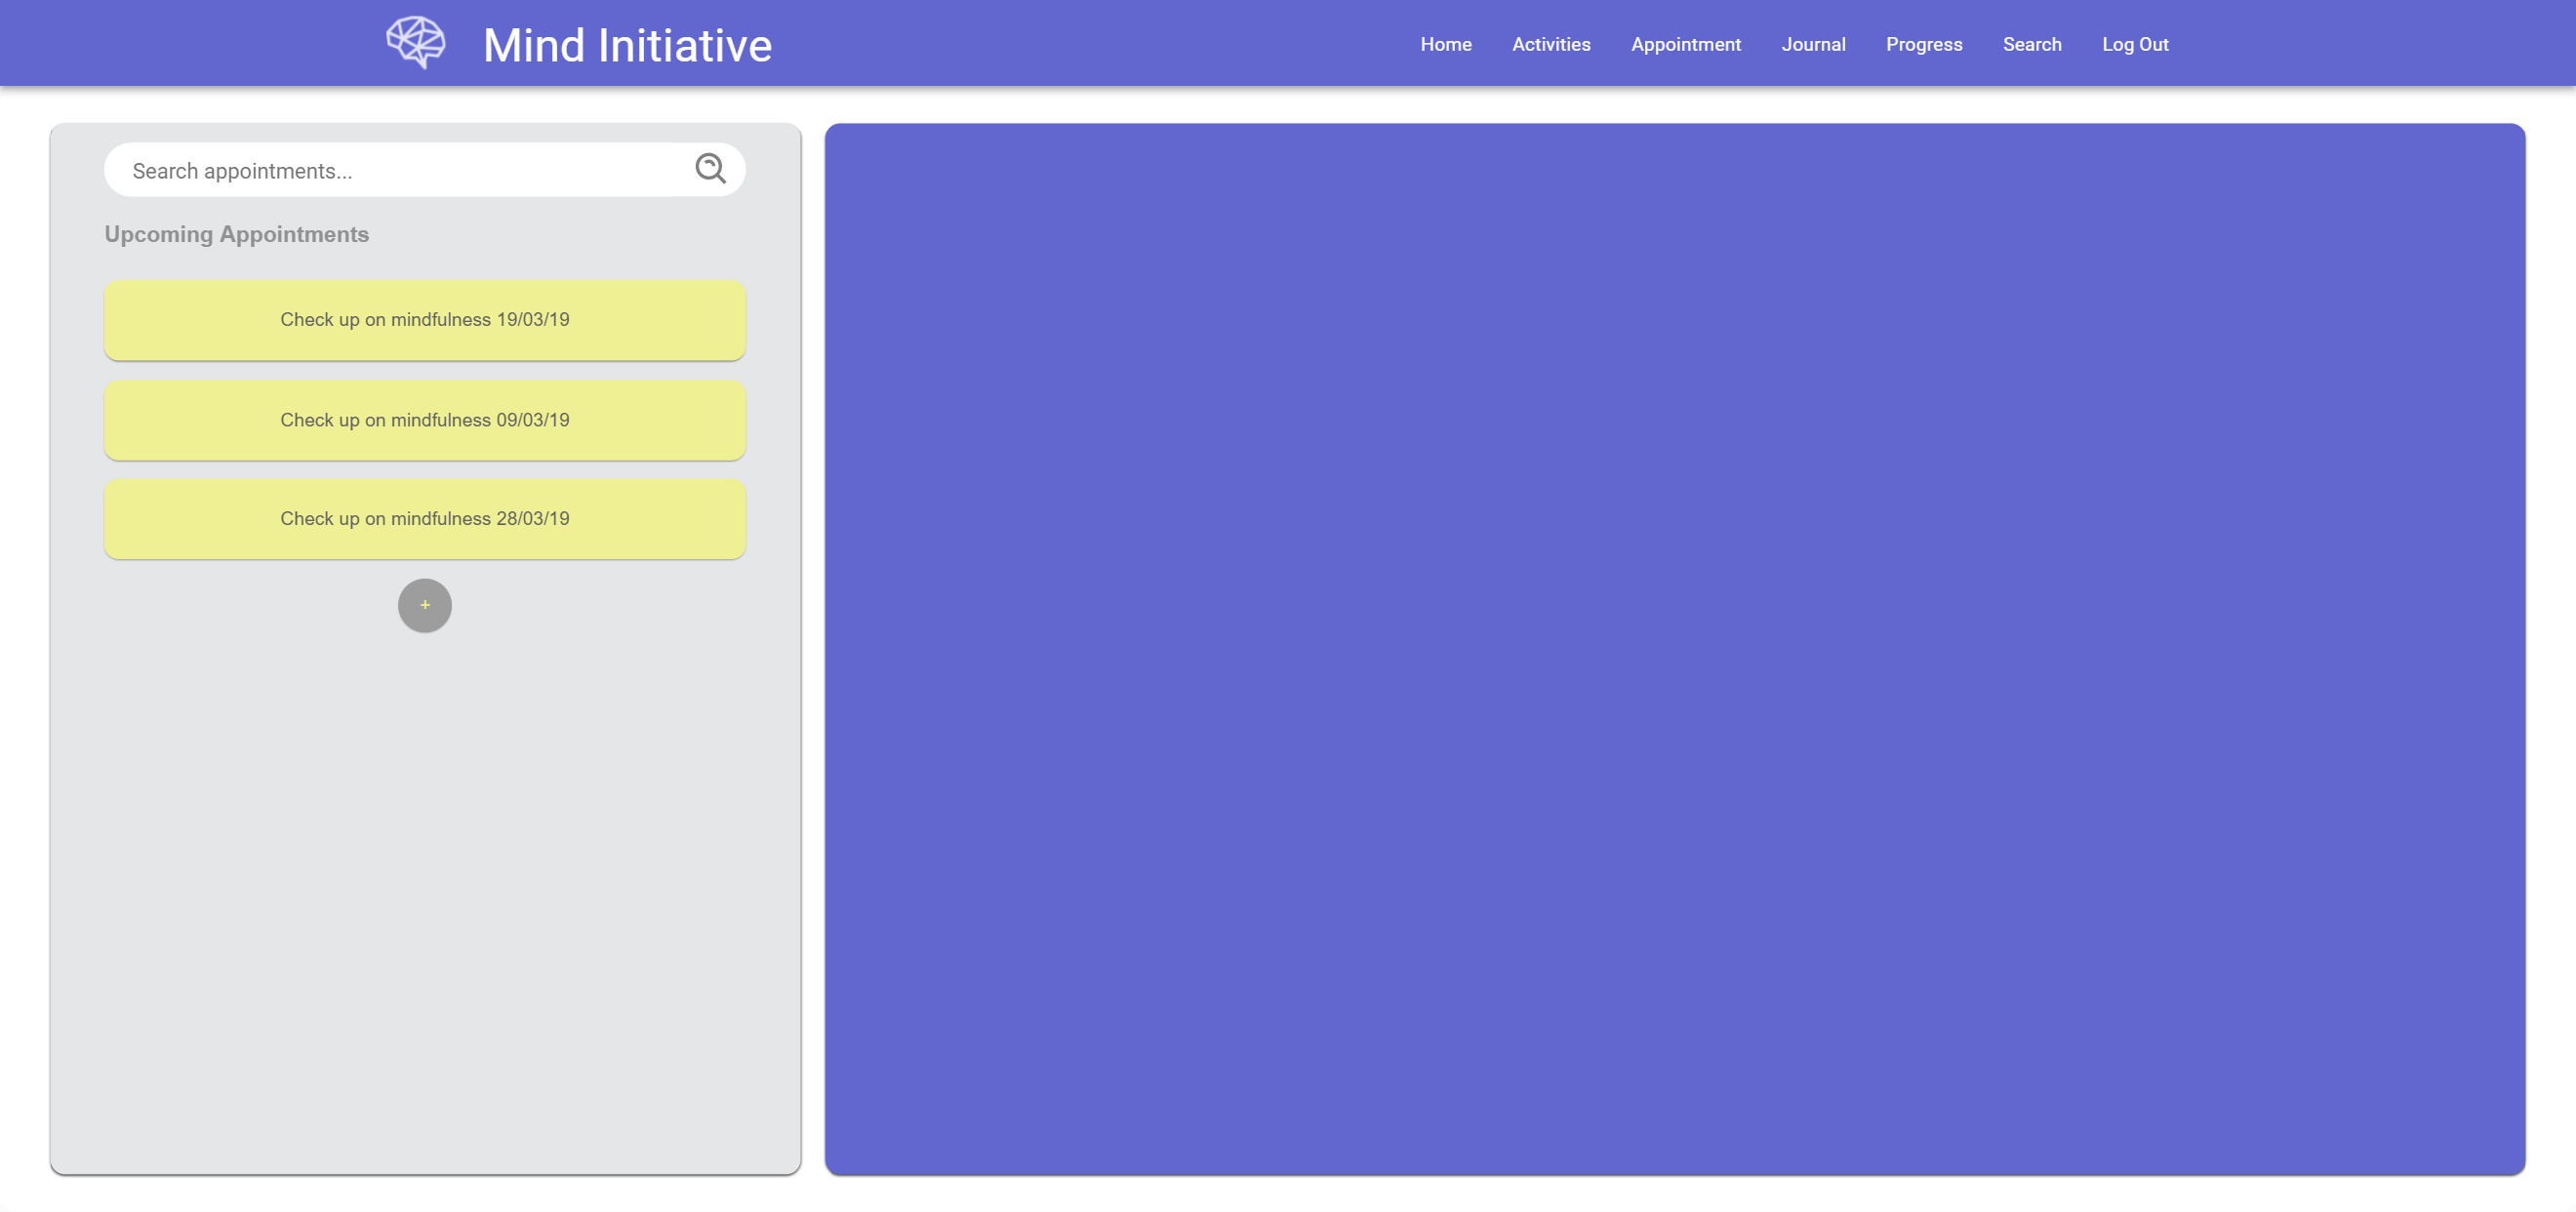 Mind Initiative
Home Activities Appointment Journal Progress Search Log Out
Search appointments...
Upcoming Appointments
Check up on mindfulness 19/03/19
Check up on mindfulness 09/03/19
Check up on mindfulness 28/03/19
+